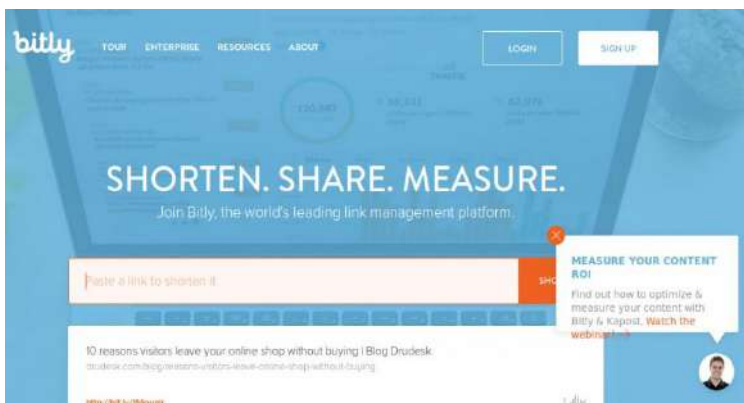 bitly
TOUR ENTERPRISE RESOURCES ABOUT
LOGIN SIGN UP
SHORTEN. SHARE. MEASURE.
Join Bitly, the world's leading link management platform.
Paste a link to shorten it
SHO
MEASURE YOUR CONTENT
ROI
Find out how to optimize &
measure your content with
Bitly & Kapost. Watch the
webinar!
10 reasons visitors leave your online shop without buying | Blog Drudesk
drudesk.com/blog/reasons-visitors-leave-online-shop-without-buying